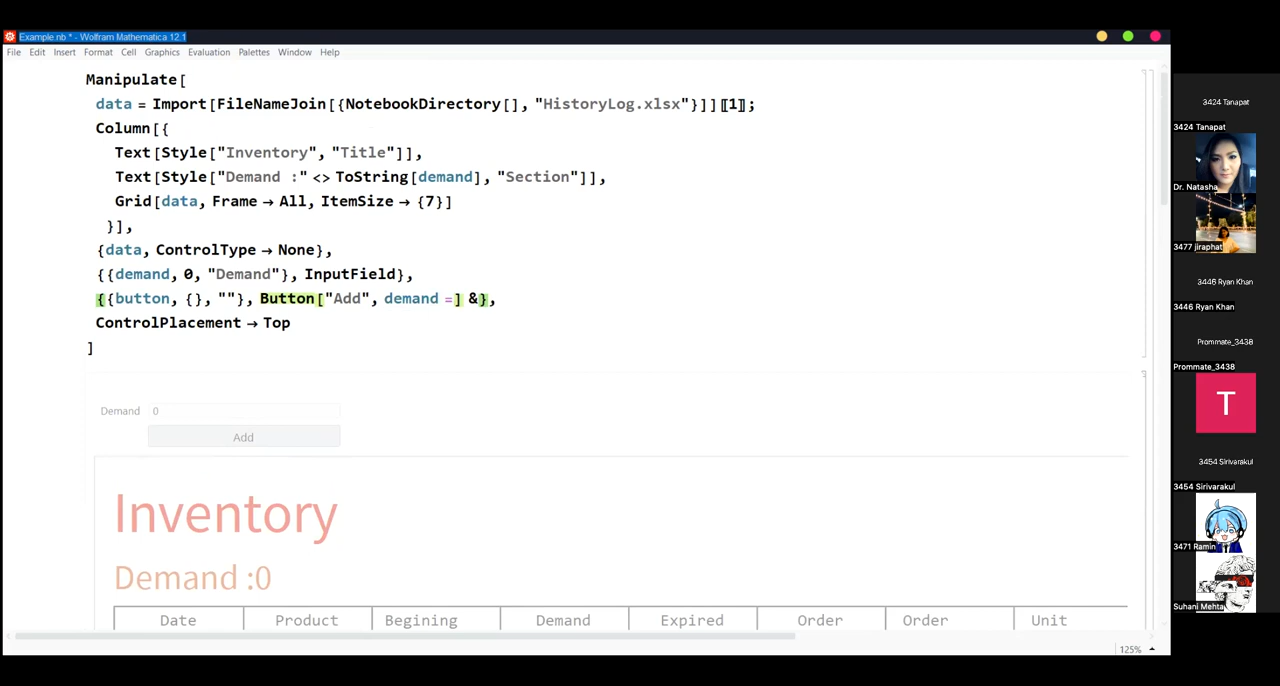 Example.nb * - Wolfram Mathematica 12.1
File Edit Insert Format Cell Graphics Evaluation Palettes Window Help
Manipulate[
data = Import[FileNameJoin[{NotebookDirectory[], "HistoryLog.xlsx"}]]〚1〛;
Column[{
Text[Style["Inventory", "Title"]],
Text[Style["Demand :" <> ToString[demand], "Section"]],
Grid[data, Frame → All, ItemSize → {7}]
}],
{data, ControlType → None},
{{demand, 0, "Demand"}, InputField},
{{button, {}, ""}, Button["Add", demand =] &},
ControlPlacement → Top
]
Demand 0
Add
Inventory
Demand :0
Date Product Begining Demand Expired Order Order Unit
125%
3424 Tanapat
3424 Tanapat
Dr. Natasha
3477 jiraphat
3446 Ryan Khan
3446 Ryan Khan
Prommate_3438
Prommate_3438
T
3454 Sirivarakul
3454 Sirivarakul
3471 Ramin
Suhani Mehta